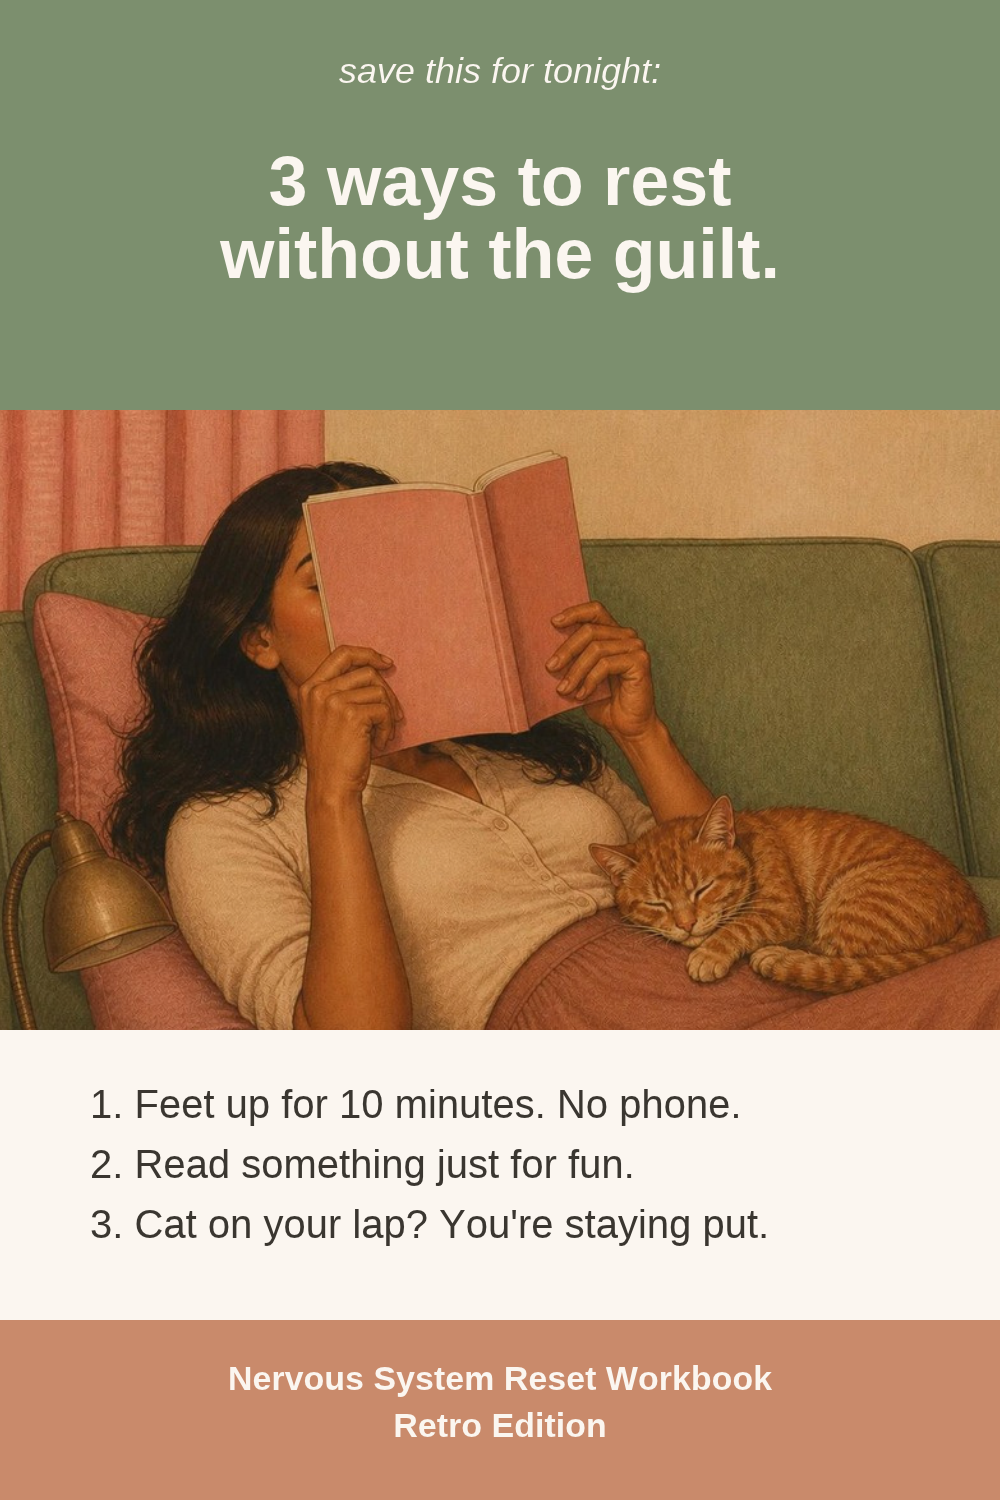 save this for tonight:
3 ways to rest
without the guilt.
1. Feet up for 10 minutes. No phone.
2. Read something just for fun.
3. Cat on your lap? You're staying put.
Nervous System Reset Workbook
Retro Edition